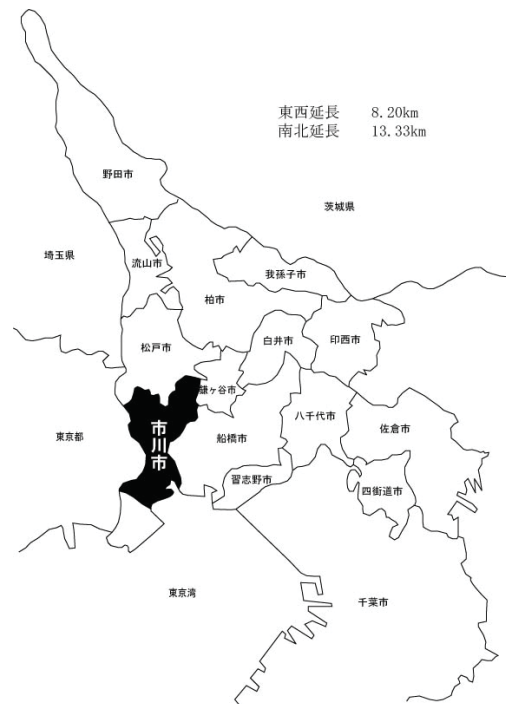 東西延長 8.20km
南北延長 13.33km
野田市
茨城県
埼玉県
流山市
我孫子市
柏市
白井市
印西市
松戸市
鎌ヶ谷市
八千代市
佐倉市
東京都
市川市
船橋市
習志野市
四街道市
東京湾
千葉市